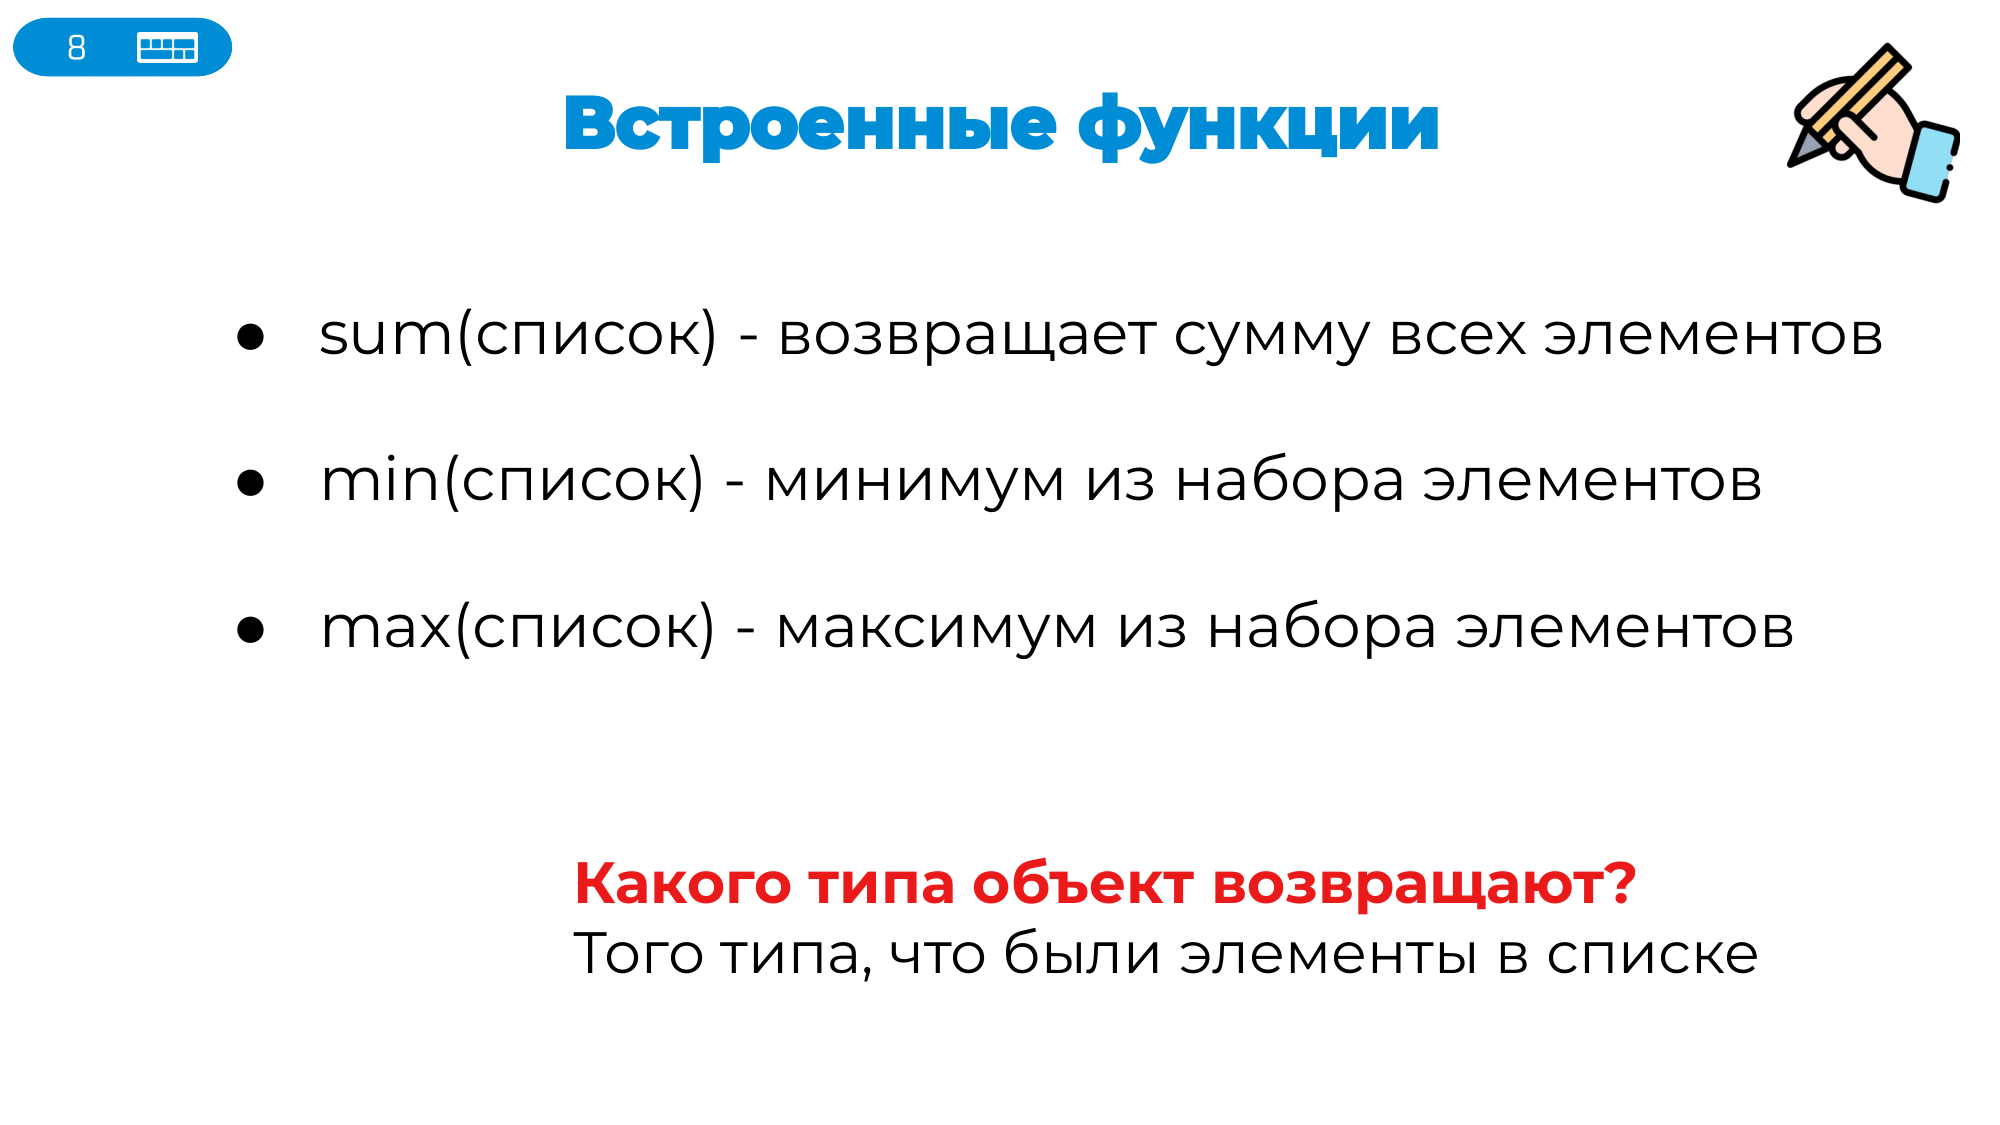 8
Встроенные функции
● sum(список) - возвращает сумму всех элементов
● min(список) - минимум из набора элементов
● max(список) - максимум из набора элементов
Какого типа объект возвращают?
Того типа, что были элементы в списке